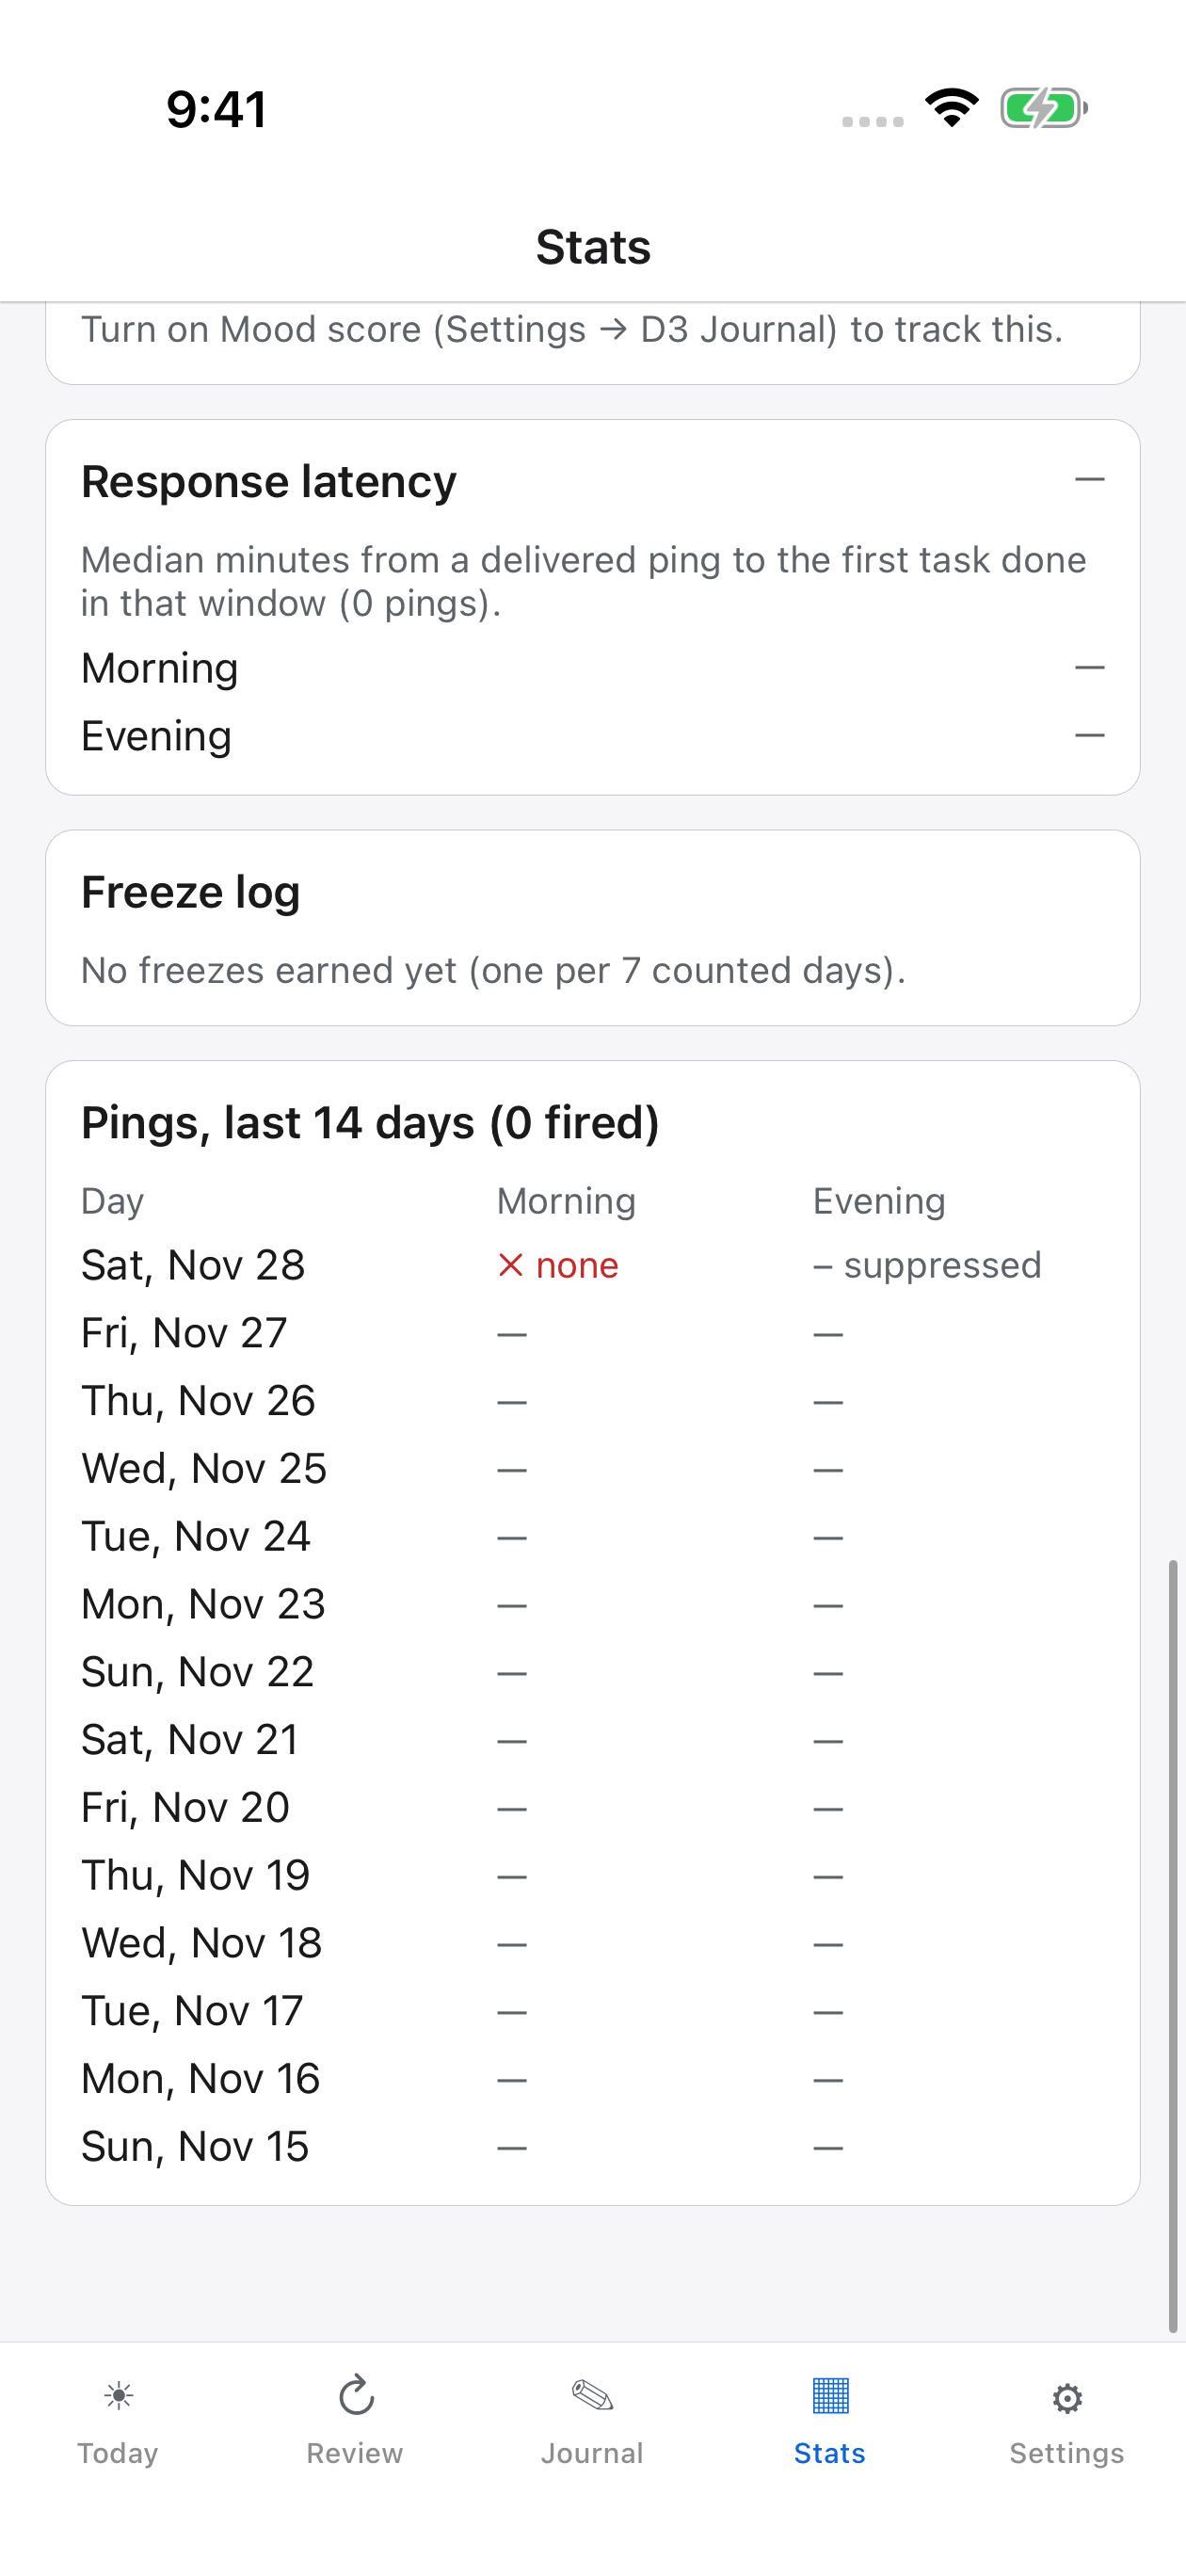 9:41
Stats
Turn on Mood score (Settings → D3 Journal) to track this.
Response latency —
Median minutes from a delivered ping to the first task done
in that window (0 pings).
Morning —
Evening —
Freeze log
No freezes earned yet (one per 7 counted days).
Pings, last 14 days (0 fired)
Day Morning Evening
Sat, Nov 28 ✕ none – suppressed
Fri, Nov 27 — —
Thu, Nov 26 — —
Wed, Nov 25 — —
Tue, Nov 24 — —
Mon, Nov 23 — —
Sun, Nov 22 — —
Sat, Nov 21 — —
Fri, Nov 20 — —
Thu, Nov 19 — —
Wed, Nov 18 — —
Tue, Nov 17 — —
Mon, Nov 16 — —
Sun, Nov 15 — —
Today Review Journal Stats Settings